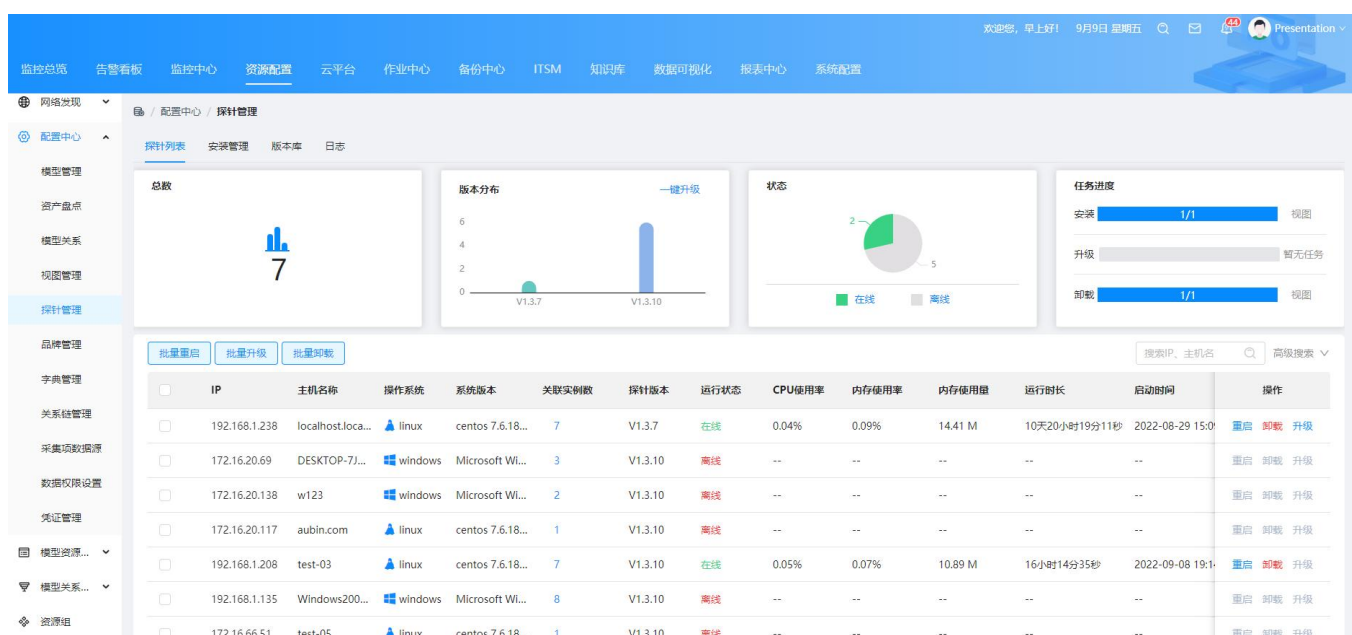 欢迎您，早上好! 9月9日 星期五 44 Presentation
监控总览 告警看板 监控中心 资源配置 云平台 作业中心 备份中心 ITSM 知识库 数据可视化 报表中心 系统配置
网络发现
配置中心
模型管理
资产盘点
模型关系
视图管理
探针管理
品牌管理
字典管理
关系链管理
采集项数据源
数据权限设置
凭证管理
模型资源...
模型关系...
资源组
/ 配置中心 / 探针管理
探针列表 安装管理 版本库 日志
总数
7
版本分布 一键升级
6
4
2
0
V1.3.7 V1.3.10
状态
2
5
在线 离线
任务进度
安装 1/1 视图
升级 暂无任务
卸载 1/1 视图
批量重启 批量升级 批量卸载 搜索IP、主机名 高级搜索
IP 主机名称 操作系统 系统版本 关联实例数 探针版本 运行状态 CPU使用率 内存使用率 内存使用量 运行时长 启动时间 操作
192.168.1.238 localhost.loca... linux centos 7.6.18... 7 V1.3.7 在线 0.04% 0.09% 14.41 M 10天20小时19分11秒 2022-08-29 15:0 重启 卸载 升级
172.16.20.69 DESKTOP-7J... windows Microsoft Wi... 3 V1.3.10 离线 -- -- -- -- -- 重启 卸载 升级
172.16.20.138 w123 windows Microsoft Wi... 2 V1.3.10 离线 -- -- -- -- -- 重启 卸载 升级
172.16.20.117 aubin.com linux centos 7.6.18... 1 V1.3.10 离线 -- -- -- -- -- 重启 卸载 升级
192.168.1.208 test-03 linux centos 7.6.18... 7 V1.3.10 在线 0.05% 0.07% 10.89 M 16小时14分35秒 2022-09-08 19:1 重启 卸载 升级
192.168.1.135 Windows200... windows Microsoft Wi... 8 V1.3.10 离线 -- -- -- -- -- 重启 卸载 升级
172.16.66.51 test-05 linux centos 7.6.18... 1 V1.3.10 离线 -- -- -- -- -- 重启 卸载 升级